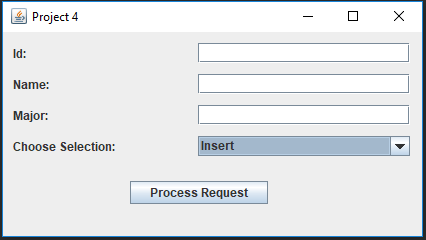 Project 4
Id:
Name:
Major:
Choose Selection: Insert
Process Request